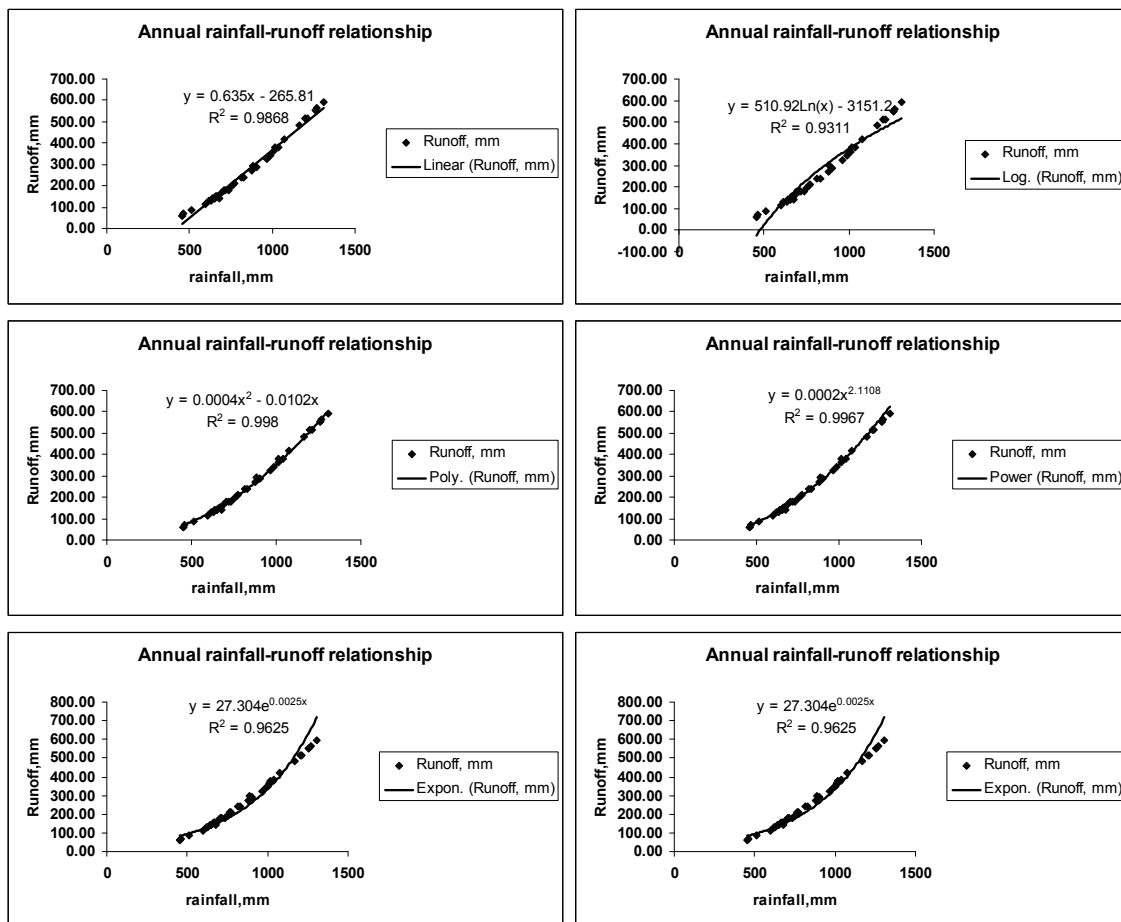 Annual rainfall-runoff relationship
700.00
600.00
500.00
400.00
300.00
200.00
100.00
0.00
Runoff,mm
y = 0.635x - 265.81
R² = 0.9868
0 500 1000 1500
rainfall,mm
Runoff, mm
Linear (Runoff, mm)
Annual rainfall-runoff relationship
700.00
600.00
500.00
400.00
300.00
200.00
100.00
0.00
-100.00
Runoff,mm
y = 510.92Ln(x) - 3151.2
R² = 0.9311
0 500 1000 1500
rainfall,mm
Runoff, mm
Log. (Runoff, mm)
Annual rainfall-runoff relationship
700.00
600.00
500.00
400.00
300.00
200.00
100.00
0.00
Runoff,mm
y = 0.0004x² - 0.0102x
R² = 0.998
0 500 1000 1500
rainfall,mm
Runoff, mm
Poly. (Runoff, mm)
Annual rainfall-runoff relationship
700.00
600.00
500.00
400.00
300.00
200.00
100.00
0.00
Runoff,mm
y = 0.0002x^2.1108
R² = 0.9967
0 500 1000 1500
rainfall,mm
Runoff, mm
Power (Runoff, mm)
Annual rainfall-runoff relationship
800.00
700.00
600.00
500.00
400.00
300.00
200.00
100.00
0.00
Runoff,mm
y = 27.304e^0.0025x
R² = 0.9625
0 500 1000 1500
rainfall,mm
Runoff, mm
Expon. (Runoff, mm)
Annual rainfall-runoff relationship
800.00
700.00
600.00
500.00
400.00
300.00
200.00
100.00
0.00
Runoff,mm
y = 27.304e^0.0025x
R² = 0.9625
0 500 1000 1500
rainfall,mm
Runoff, mm
Expon. (Runoff, mm)